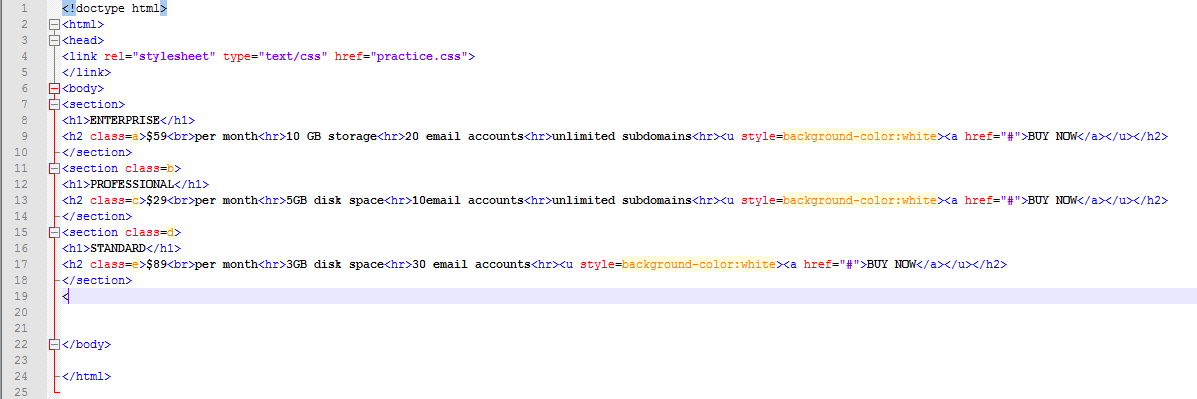 1 <!doctype html>
2 <html>
3 <head>
4 <link rel="stylesheet" type="text/css" href="practice.css">
5 </link>
6 <body>
7 <section>
8 <h1>ENTERPRISE</h1>
9 <h2 class=a>$59<br>per month<hr>10 GB storage<hr>20 email accounts<hr>unlimited subdomains<hr><u style=background-color:white><a href="#">BUY NOW</a></u></h2>
10 </section>
11 <section class=b>
12 <h1>PROFESSIONAL</h1>
13 <h2 class=c>$29<br>per month<hr>5GB disk space<hr>10email accounts<hr>unlimited subdomains<hr><u style=background-color:white><a href="#">BUY NOW</a></u></h2>
14 </section>
15 <section class=d>
16 <h1>STANDARD</h1>
17 <h2 class=e>$89<br>per month<hr>3GB disk space<hr>30 email accounts<hr><u style=background-color:white><a href="#">BUY NOW</a></u></h2>
18 </section>
19 <
20
21
22 </body>
23
24 </html>
25